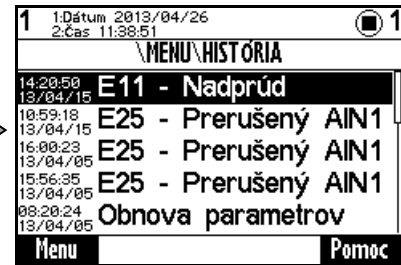 1 1:Dátum 2013/04/26 1
2:Čas 11:38:51
\MENU\HISTÓRIA
14:20:50 E11 - Nadprúd
13/04/15
10:59:18 E25 - Prerušený AIN1
13/04/15
16:00:23 E25 - Prerušený AIN1
13/04/05
15:56:35 E25 - Prerušený AIN1
13/04/05
08:20:24 Obnova parametrov
13/04/05
Menu Pomoc